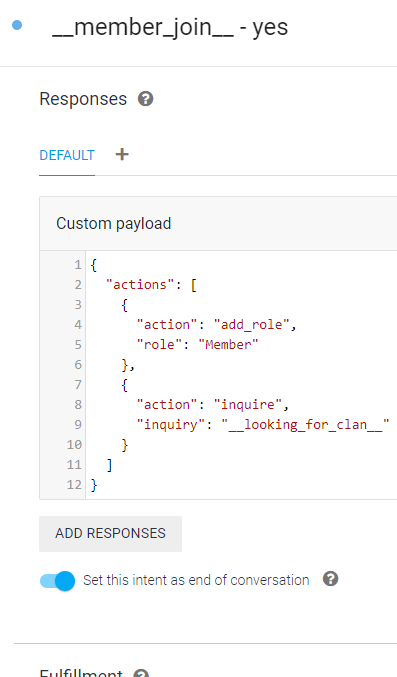 __member_join__ - yes
Responses ?
DEFAULT +
Custom payload
1 {
2   "actions": [
3     {
4       "action": "add_role",
5       "role": "Member"
6     },
7     {
8       "action": "inquire",
9       "inquiry": "__looking_for_clan__"
10     }
11   ]
12 }
ADD RESPONSES
Set this intent as end of conversation ?
Fulfillment ?